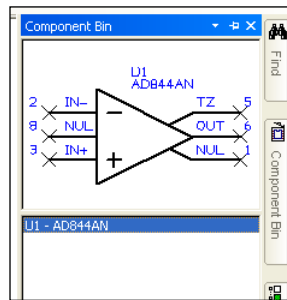 Component Bin
Find
U1
AD844AN
2 IN- TZ 5
8 NUL OUT 6
3 IN+ NUL 1
Component Bin
U1 - AD844AN